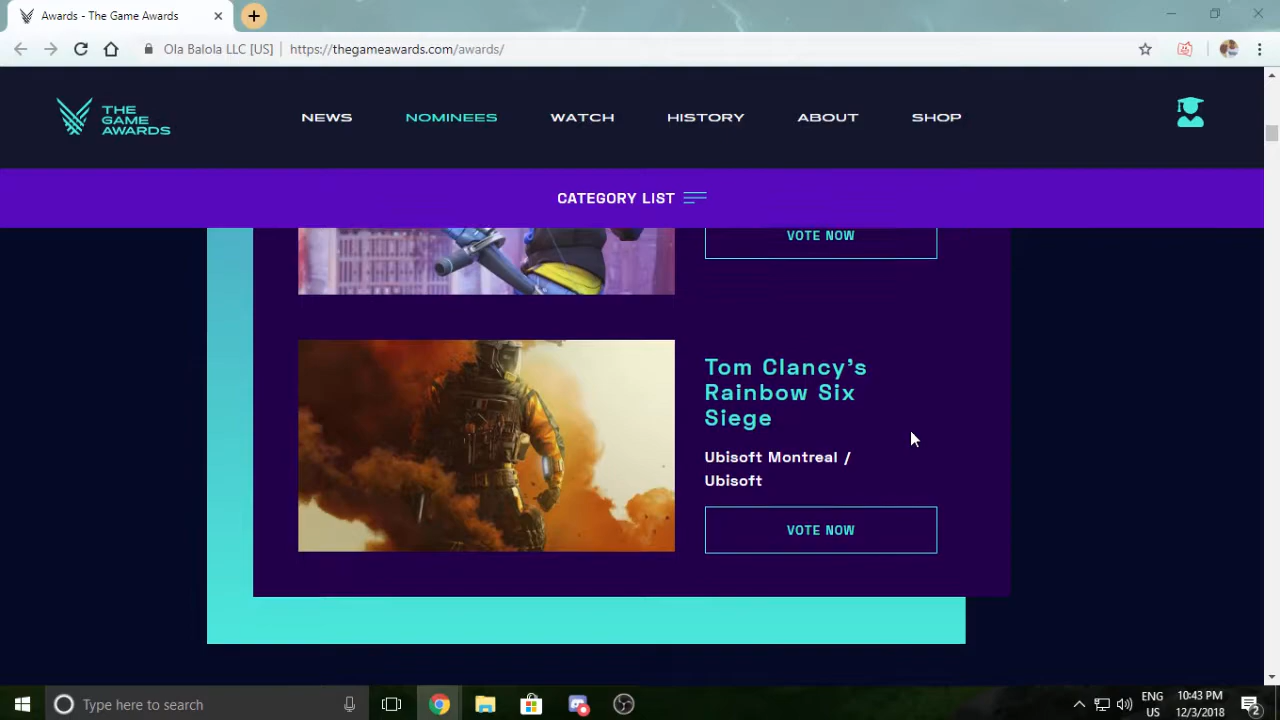 Awards - The Game Awards
Ola Balola LLC [US] | https://thegameawards.com/awards/
THE
GAME
AWARDS
NEWS
NOMINEES
WATCH
HISTORY
ABOUT
SHOP
CATEGORY LIST
VOTE NOW
Tom Clancy's
Rainbow Six
Siege
Ubisoft Montreal /
Ubisoft
VOTE NOW
Type here to search
ENG
US
10:43 PM
12/3/2018
2